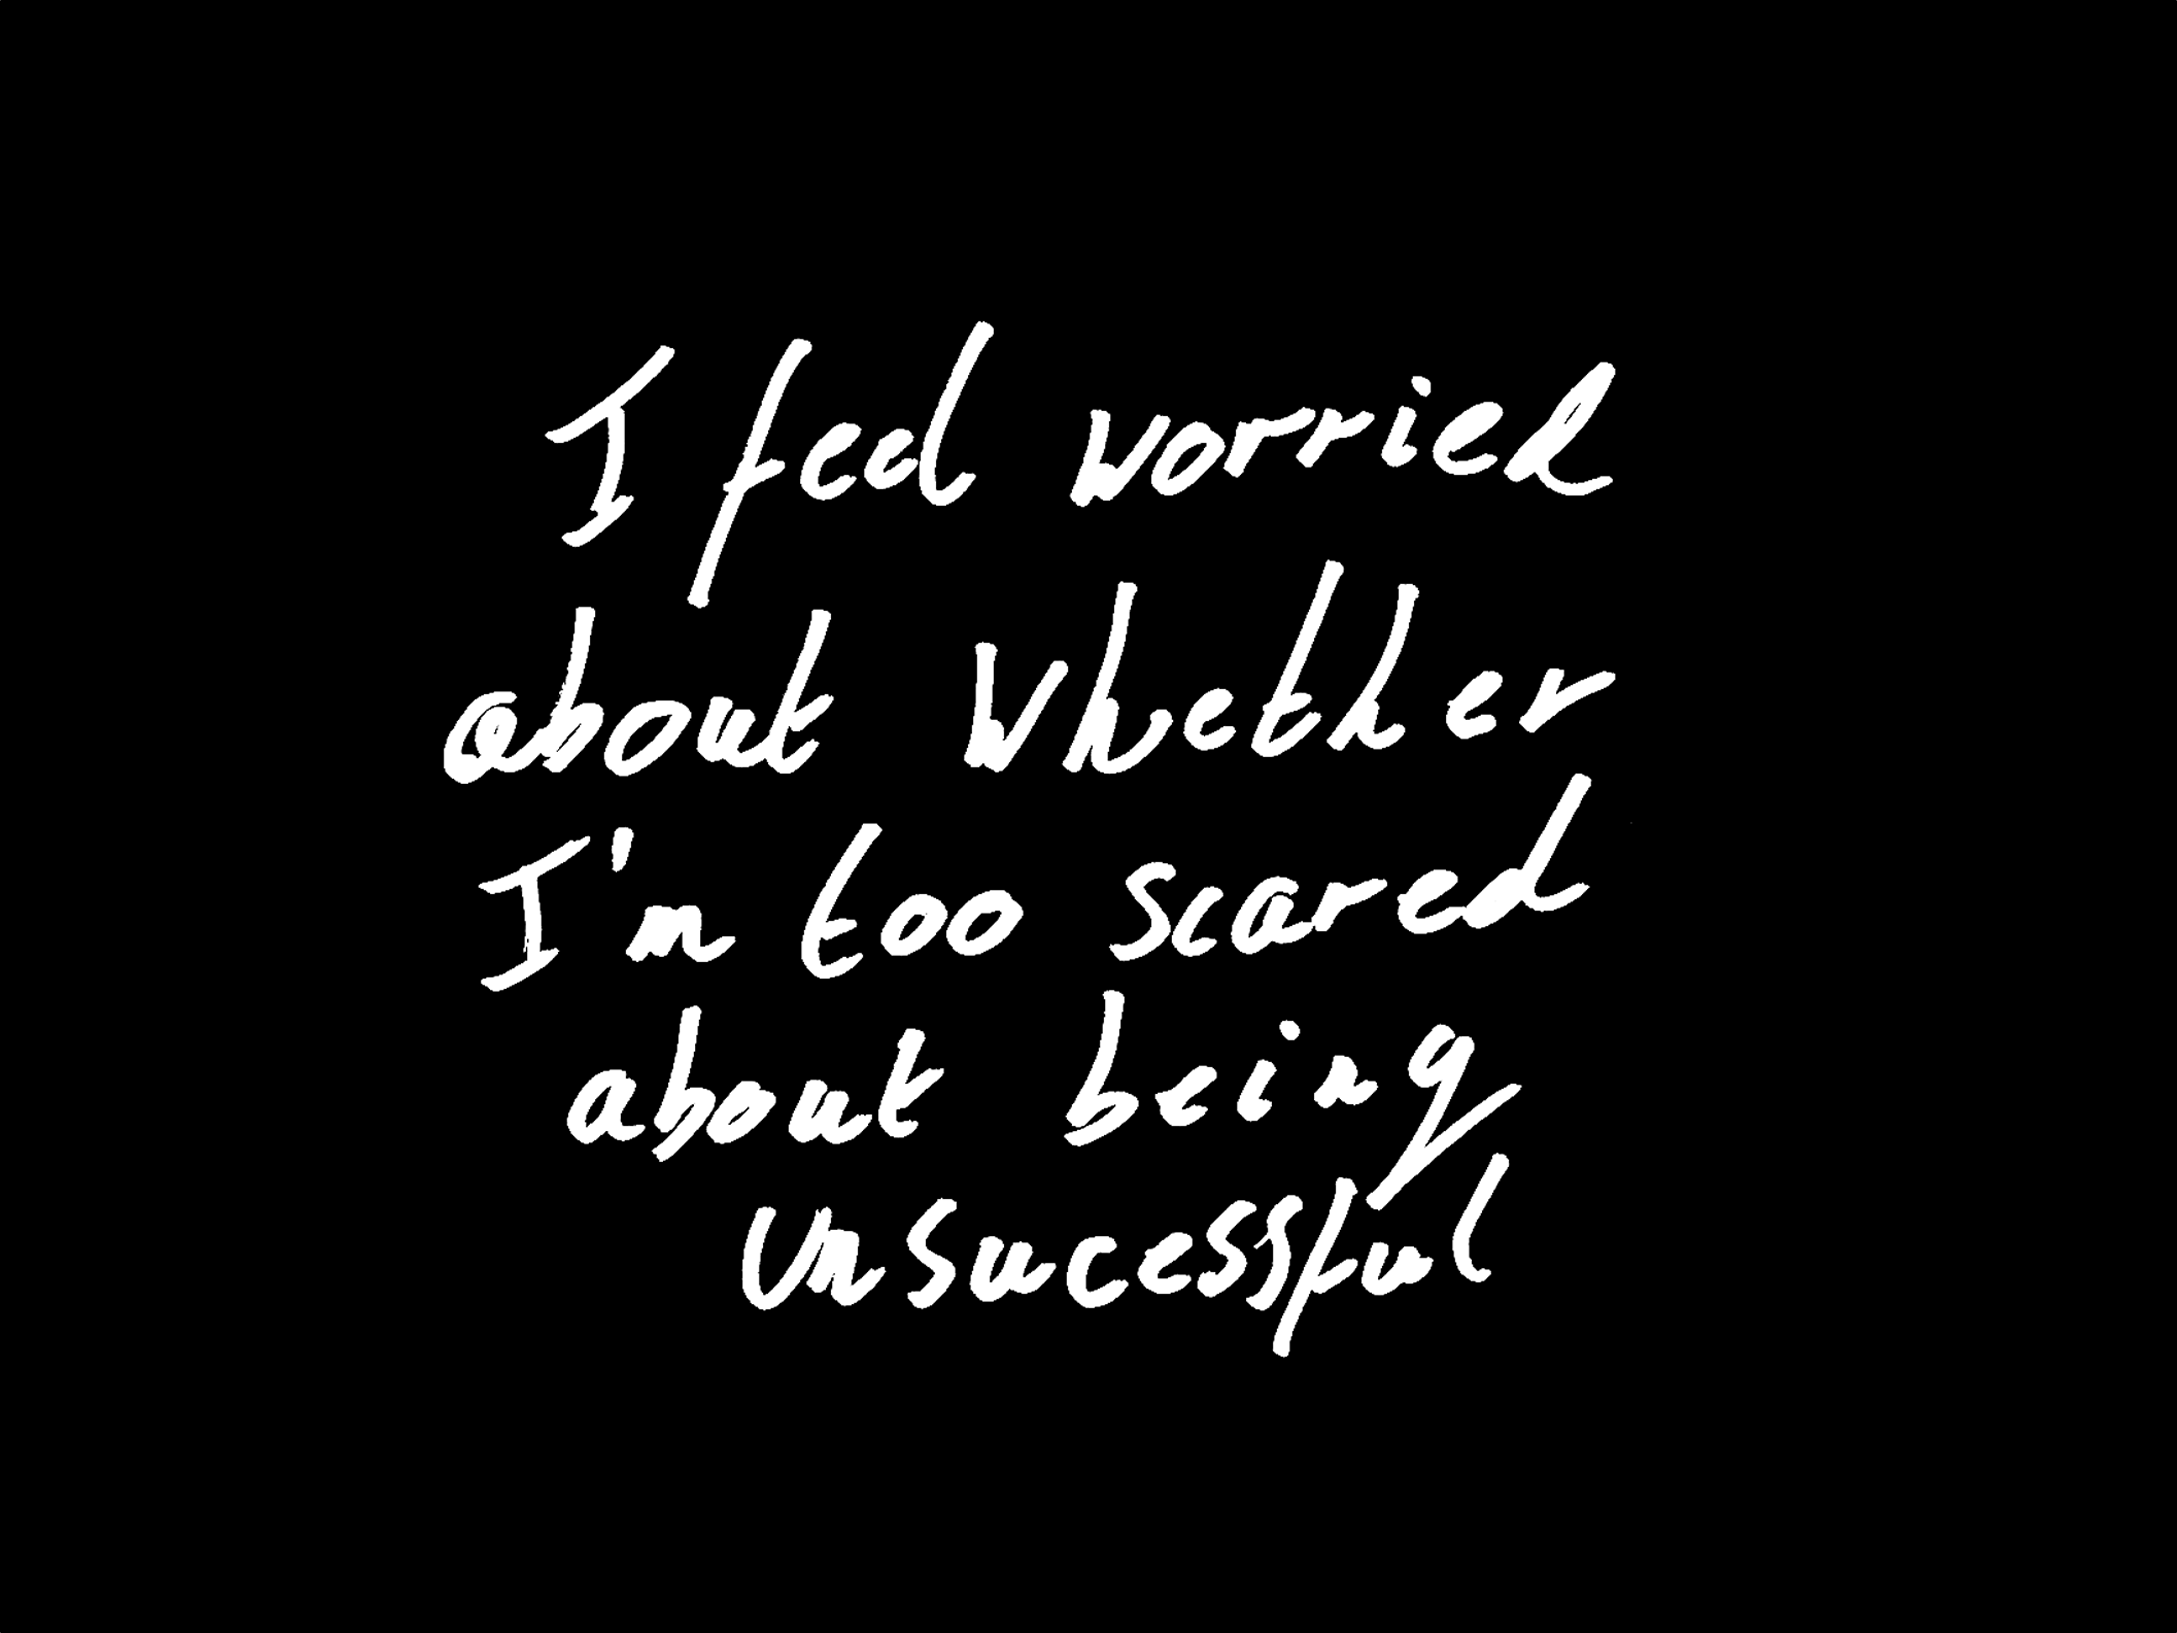 I feel worried
about whether
I'm too scared
about being
unsucessful